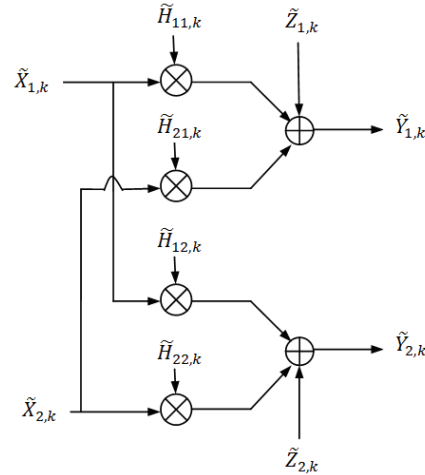 H̃₁₁,ₖ
Z̃₁,ₖ
X̃₁,ₖ
Ỹ₁,ₖ
H̃₂₁,ₖ
H̃₁₂,ₖ
Ỹ₂,ₖ
H̃₂₂,ₖ
X̃₂,ₖ
Z̃₂,ₖ